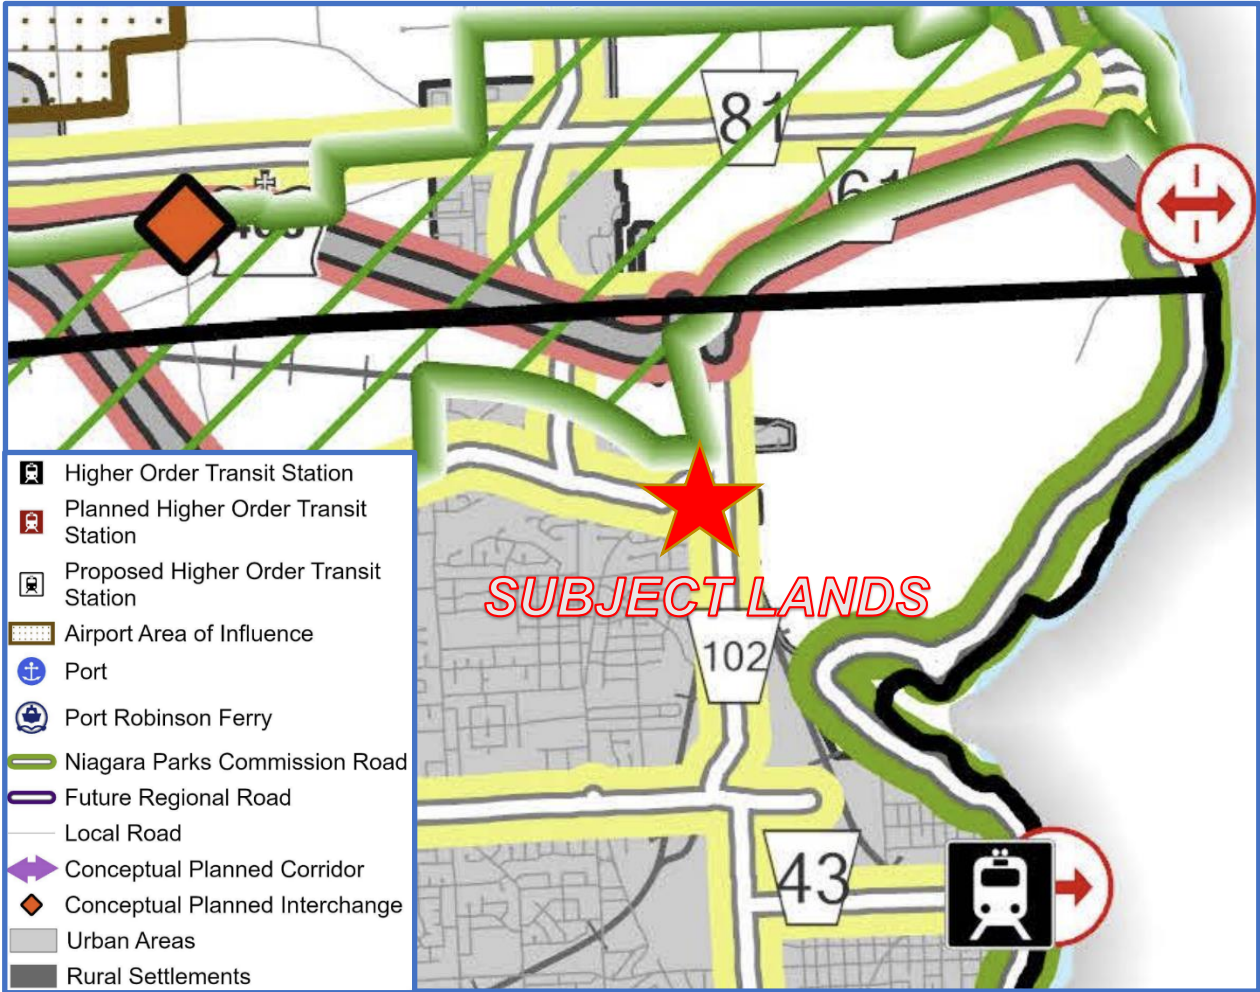 81
61
Higher Order Transit Station
Planned Higher Order Transit
Station
Proposed Higher Order Transit
Station
Airport Area of Influence
Port
Port Robinson Ferry
Niagara Parks Commission Road
Future Regional Road
Local Road
Conceptual Planned Corridor
Conceptual Planned Interchange
Urban Areas
Rural Settlements
SUBJECT LANDS
102
43